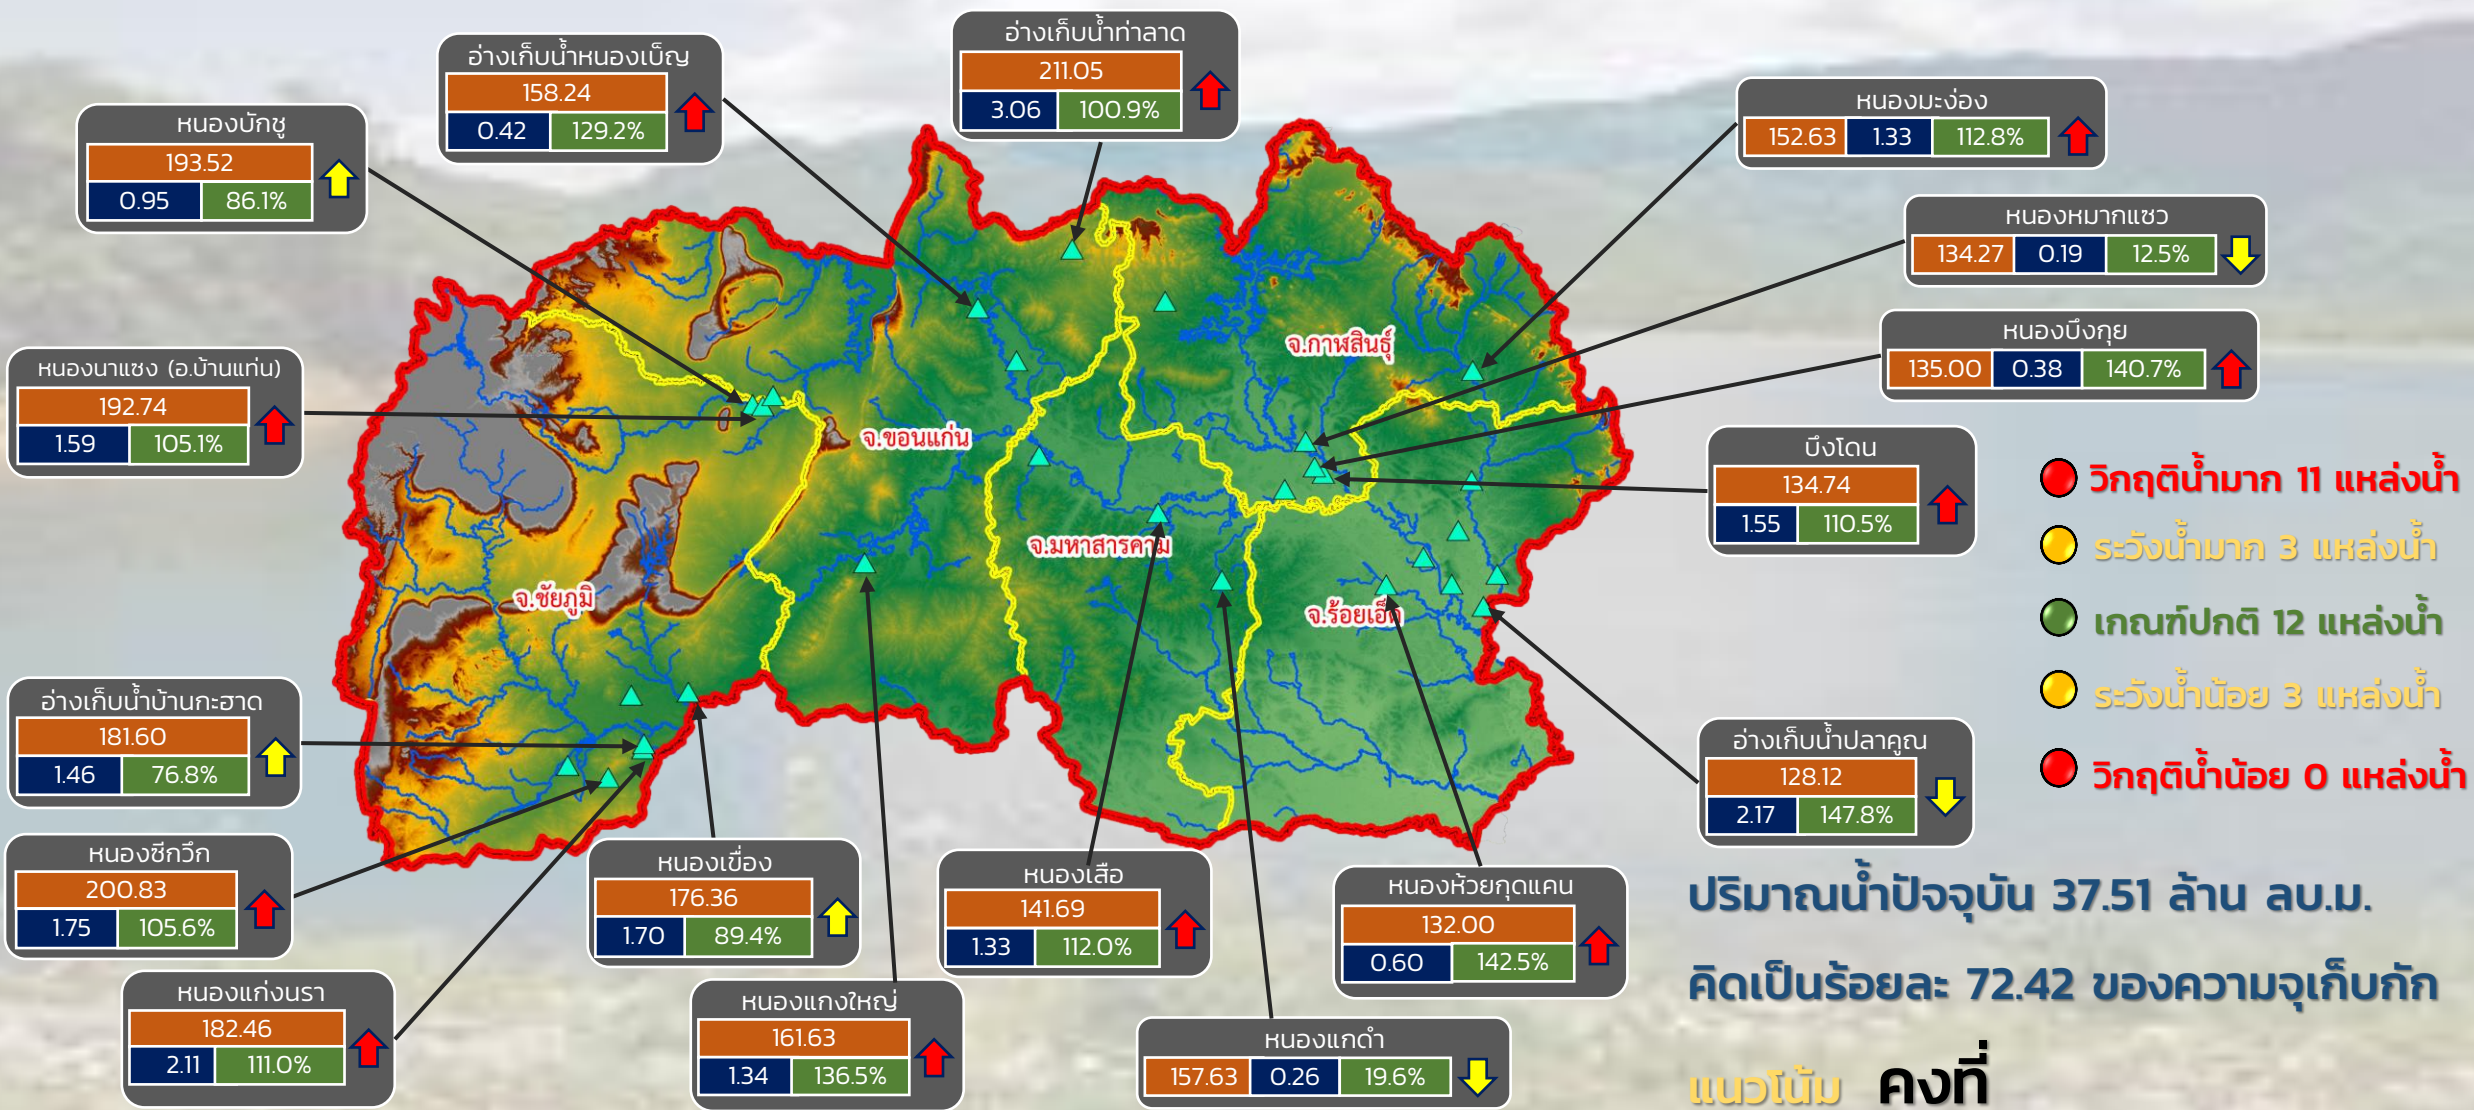 อ่างเก็บน้ำท่าลาด
211.05
3.06 100.9%
อ่างเก็บน้ำหนองเบ็ญ
158.24
0.42 129.2%
หนองบักชู
193.52
0.95 86.1%
หนองมะง่อง
152.63 1.33 112.8%
หนองหมากแซว
134.27 0.19 12.5%
หนองบึงกุย
135.00 0.38 140.7%
หนองนาแซง (อ.บ้านแท่น)
192.74
1.59 105.1%
บึงโดน
134.74
1.55 110.5%
จ.กาฬสินธุ์
จ.ขอนแก่น
จ.มหาสารคาม
จ.ชัยภูมิ
จ.ร้อยเอ็ด
วิกฤติน้ำมาก 11 แหล่งน้ำ
ระวังน้ำมาก 3 แหล่งน้ำ
เกณฑ์ปกติ 12 แหล่งน้ำ
ระวังน้ำน้อย 3 แหล่งน้ำ
วิกฤติน้ำน้อย 0 แหล่งน้ำ
อ่างเก็บน้ำบ้านกะฮาด
181.60
1.46 76.8%
อ่างเก็บน้ำปลาคูณ
128.12
2.17 147.8%
หนองซีกวึก
200.83
1.75 105.6%
หนองเขื่อง
176.36
1.70 89.4%
หนองเสือ
141.69
1.33 112.0%
หนองห้วยกุดแคน
132.00
0.60 142.5%
หนองแก่งนรา
182.46
2.11 111.0%
หนองแกงใหญ่
161.63
1.34 136.5%
หนองแกดำ
157.63 0.26 19.6%
ปริมาณน้ำปัจจุบัน 37.51 ล้าน ลบ.ม.
คิดเป็นร้อยละ 72.42 ของความจุเก็บกัก
แนวโน้ม คงที่